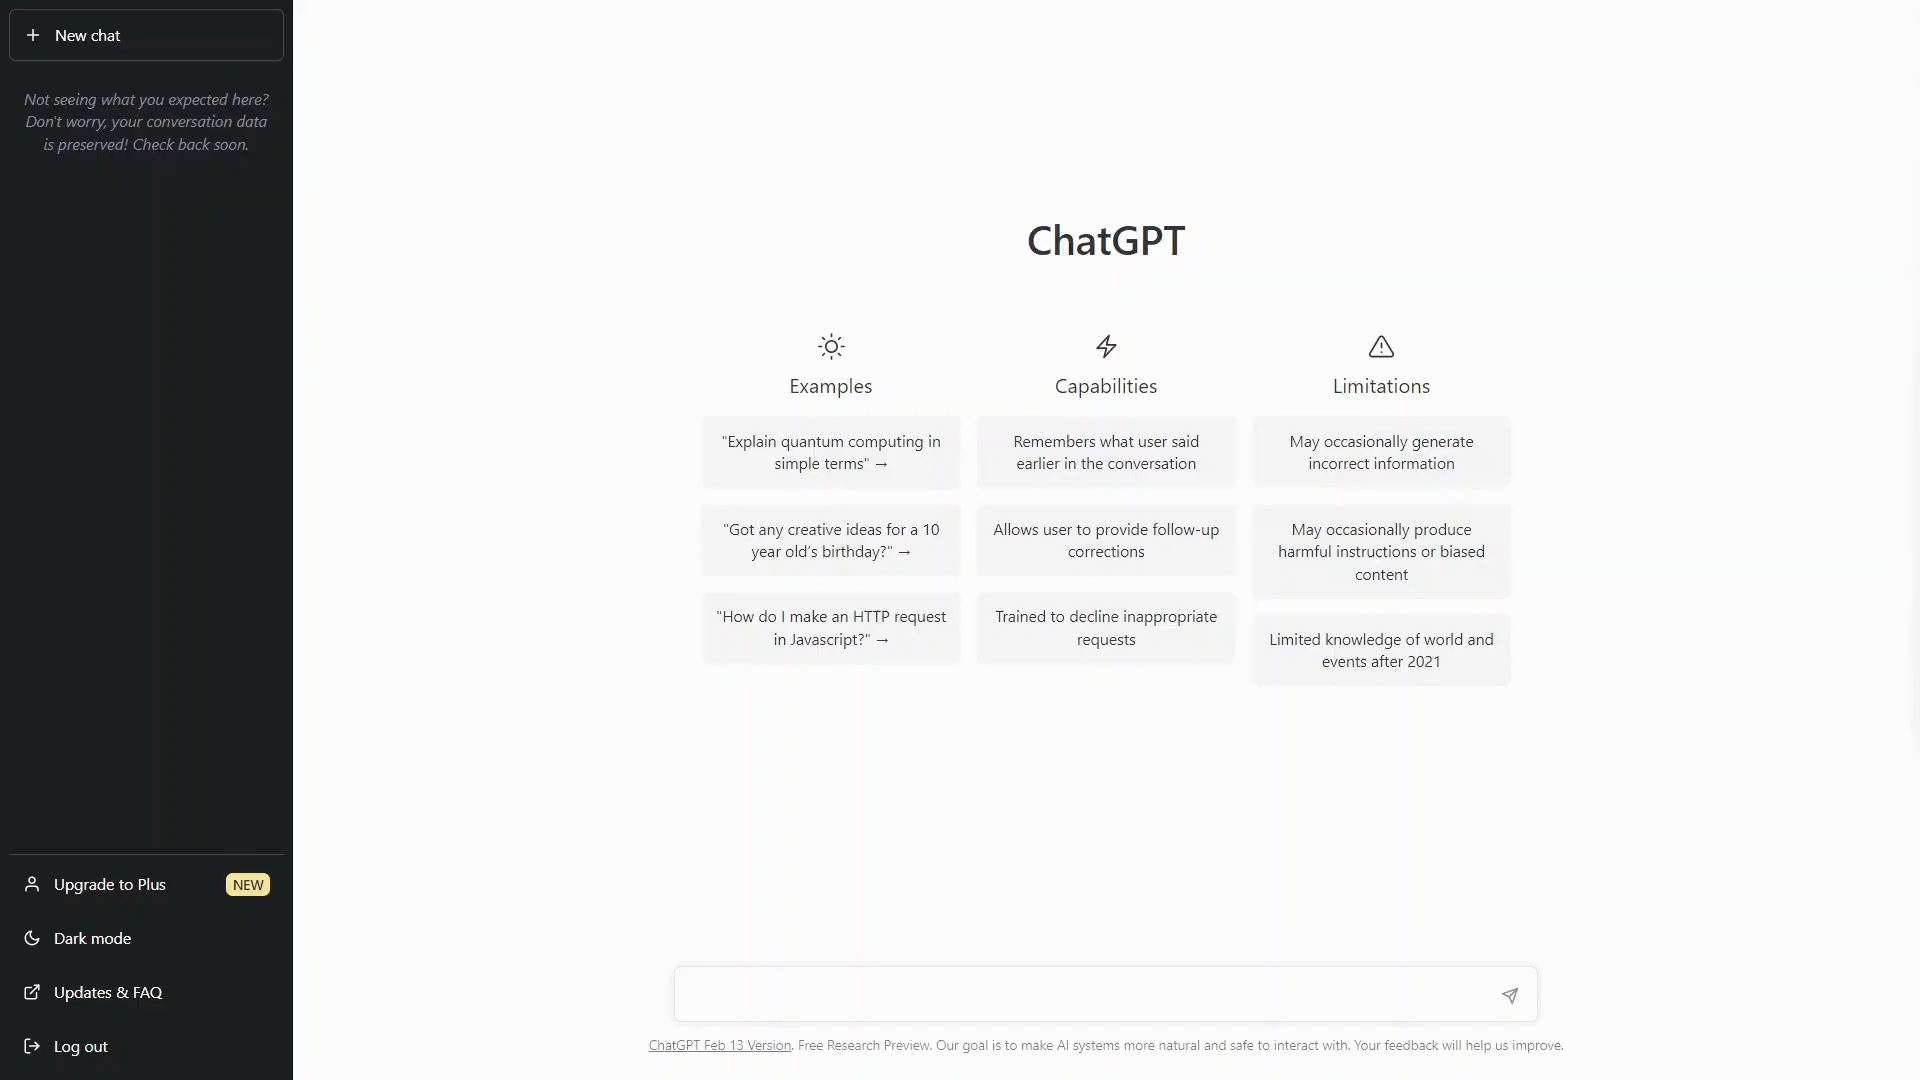 New chat
Not seeing what you expected here?
Don't worry, your conversation data
is preserved! Check back soon.
Upgrade to Plus
NEW
Dark mode
Updates & FAQ
Log out
ChatGPT
Examples
"Explain quantum computing in
simple terms" →
"Got any creative ideas for a 10
year old’s birthday?" →
"How do I make an HTTP request
in Javascript?" →
Capabilities
Remembers what user said
earlier in the conversation
Allows user to provide follow-up
corrections
Trained to decline inappropriate
requests
Limitations
May occasionally generate
incorrect information
May occasionally produce
harmful instructions or biased
content
Limited knowledge of world and
events after 2021
ChatGPT Feb 13 Version. Free Research Preview. Our goal is to make AI systems more natural and safe to interact with. Your feedback will help us improve.